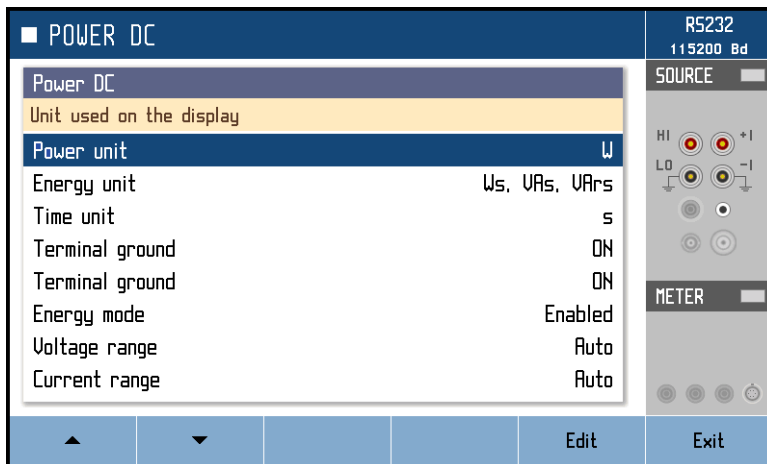 POWER DC
RS232
115200 Bd
Power DC
Unit used on the display
Power unit W
Energy unit Ws, VAs, VArs
Time unit s
Terminal ground ON
Terminal ground ON
Energy mode Enabled
Voltage range Auto
Current range Auto
SOURCE
HI +I
LO -I
METER
Edit Exit